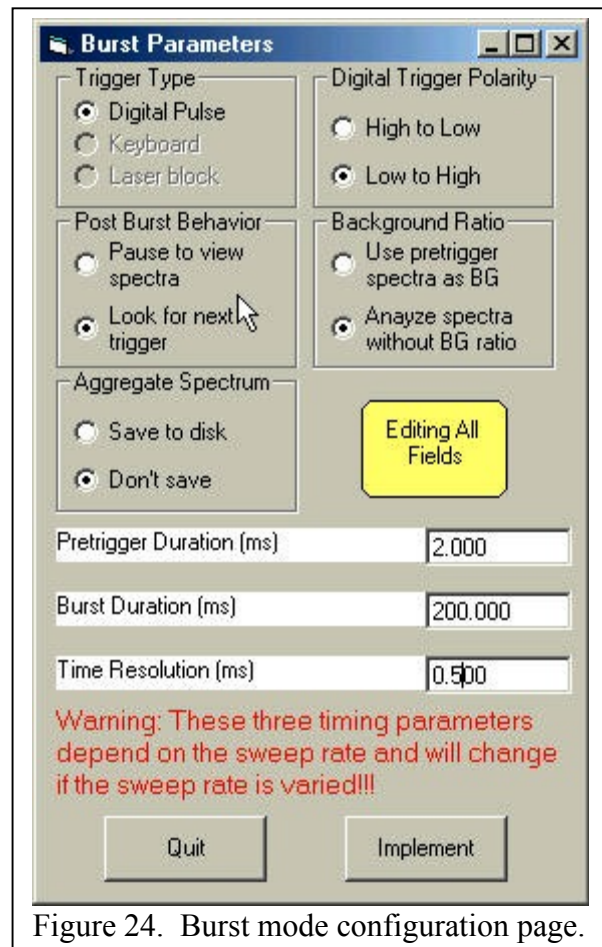 Burst Parameters
Trigger Type
Digital Pulse
Keyboard
Laser block
Digital Trigger Polarity
High to Low
Low to High
Post Burst Behavior
Pause to view
spectra
Look for next
trigger
Background Ratio
Use pretrigger
spectra as BG
Anayze spectra
without BG ratio
Aggregate Spectrum
Save to disk
Don't save
Editing All
Fields
Pretrigger Duration (ms) 2.000
Burst Duration (ms) 200.000
Time Resolution (ms) 0.500
Warning: These three timing parameters
depend on the sweep rate and will change
if the sweep rate is varied!!!
Quit Implement
Figure 24. Burst mode configuration page.